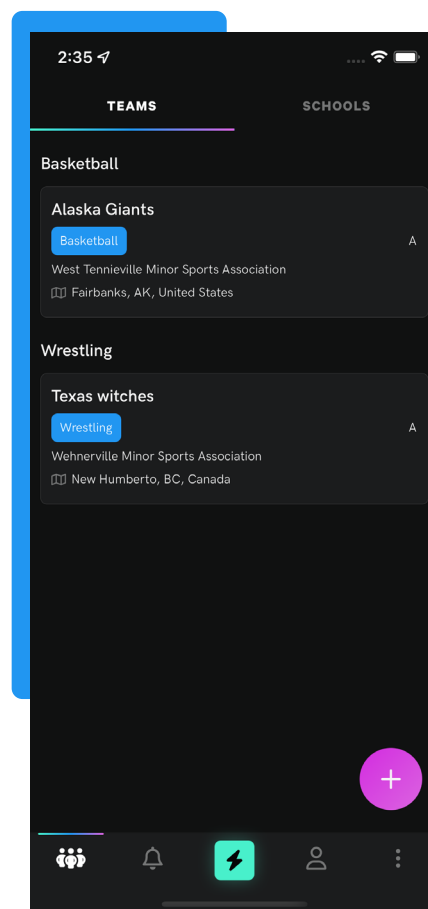 2:35
TEAMS
SCHOOLS
Basketball
Alaska Giants
Basketball
A
West Tennieville Minor Sports Association
Fairbanks, AK, United States
Wrestling
Texas witches
Wrestling
A
Wehnerville Minor Sports Association
New Humberto, BC, Canada